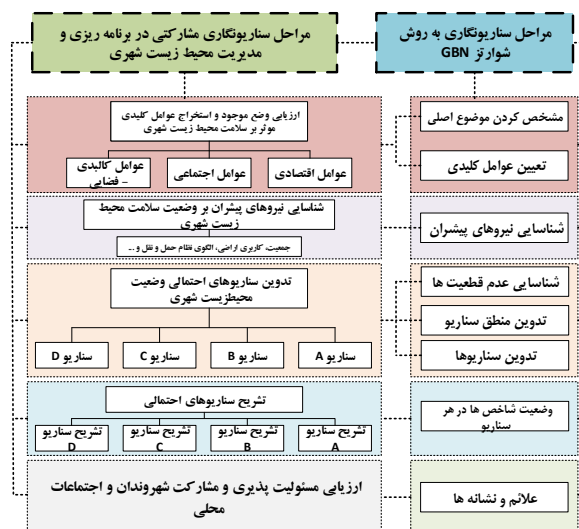 مراحل سناریونگاری به روش
شوارتز GBN
مراحل سناریونگاری مشارکتی در برنامه ریزی و
مدیریت محیط زیست شهری
مشخص کردن موضوع اصلی
تعیین عوامل کلیدی
ارزیابی وضع موجود و استخراج عوامل کلیدی
موثر بر سلامت محیط زیست شهری
عوامل اقتصادی
عوامل اجتماعی
عوامل کالبدی
– فضایی
شناسایی نیروهای پیشران
شناسایی نیروهای پیشران بر وضعیت سلامت محیط
زیست شهری
جمعیت، کاربری اراضی، الگوی نظام حمل و نقل و ...
شناسایی عدم قطعیت ها
تدوین منطق سناریو
تدوین سناریوها
تدوین سناریوهای احتمالی وضعیت
محیط‌زیست شهری
سناریو A
سناریو B
سناریو C
سناریو D
وضعیت شاخص ها در هر
سناریو
تشریح سناریوهای احتمالی
تشریح سناریو
A
تشریح سناریو
B
تشریح سناریو
C
تشریح سناریو
D
علائم و نشانه ها
ارزیابی مسئولیت پذیری و مشارکت شهروندان و اجتماعات
محلی